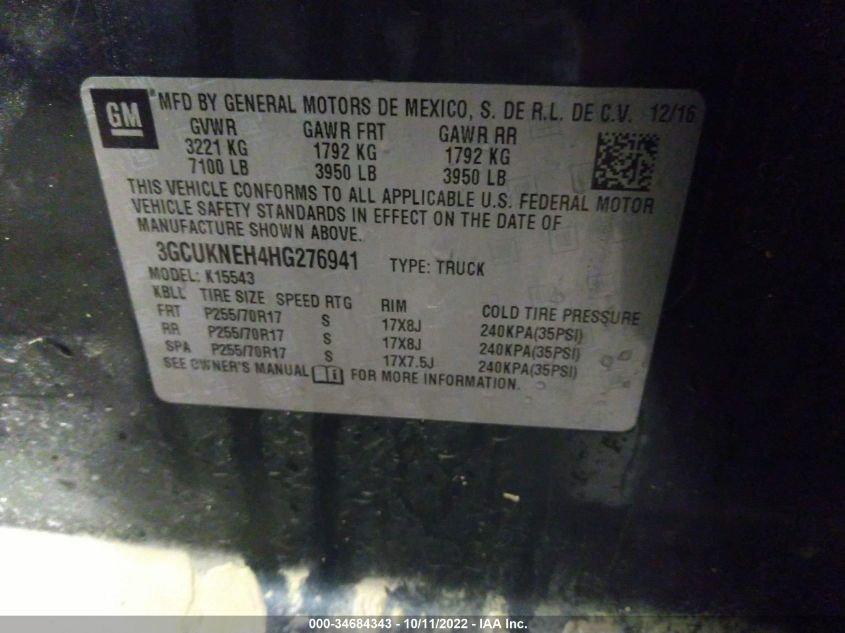 GM
MFD BY GENERAL MOTORS DE MEXICO, S. DE R.L. DE C.V. 12/16
GVWR GAWR FRT GAWR RR
3221 KG 1792 KG 1792 KG
7100 LB 3950 LB 3950 LB
THIS VEHICLE CONFORMS TO ALL APPLICABLE U.S. FEDERAL MOTOR
VEHICLE SAFETY STANDARDS IN EFFECT ON THE DATE OF
MANUFACTURE SHOWN ABOVE.
3GCUKNEH4HG276941 TYPE: TRUCK
MODEL: K15543
KBLL TIRE SIZE SPEED RTG RIM COLD TIRE PRESSURE
FRT P255/70R17 S 17X8J 240KPA(35PSI)
RR P255/70R17 S 17X8J 240KPA(35PSI)
SPA P255/70R17 S 17X7.5J 240KPA(35PSI)
SEE OWNER'S MANUAL FOR MORE INFORMATION.
000-34684343 - 10/11/2022 - IAA Inc.